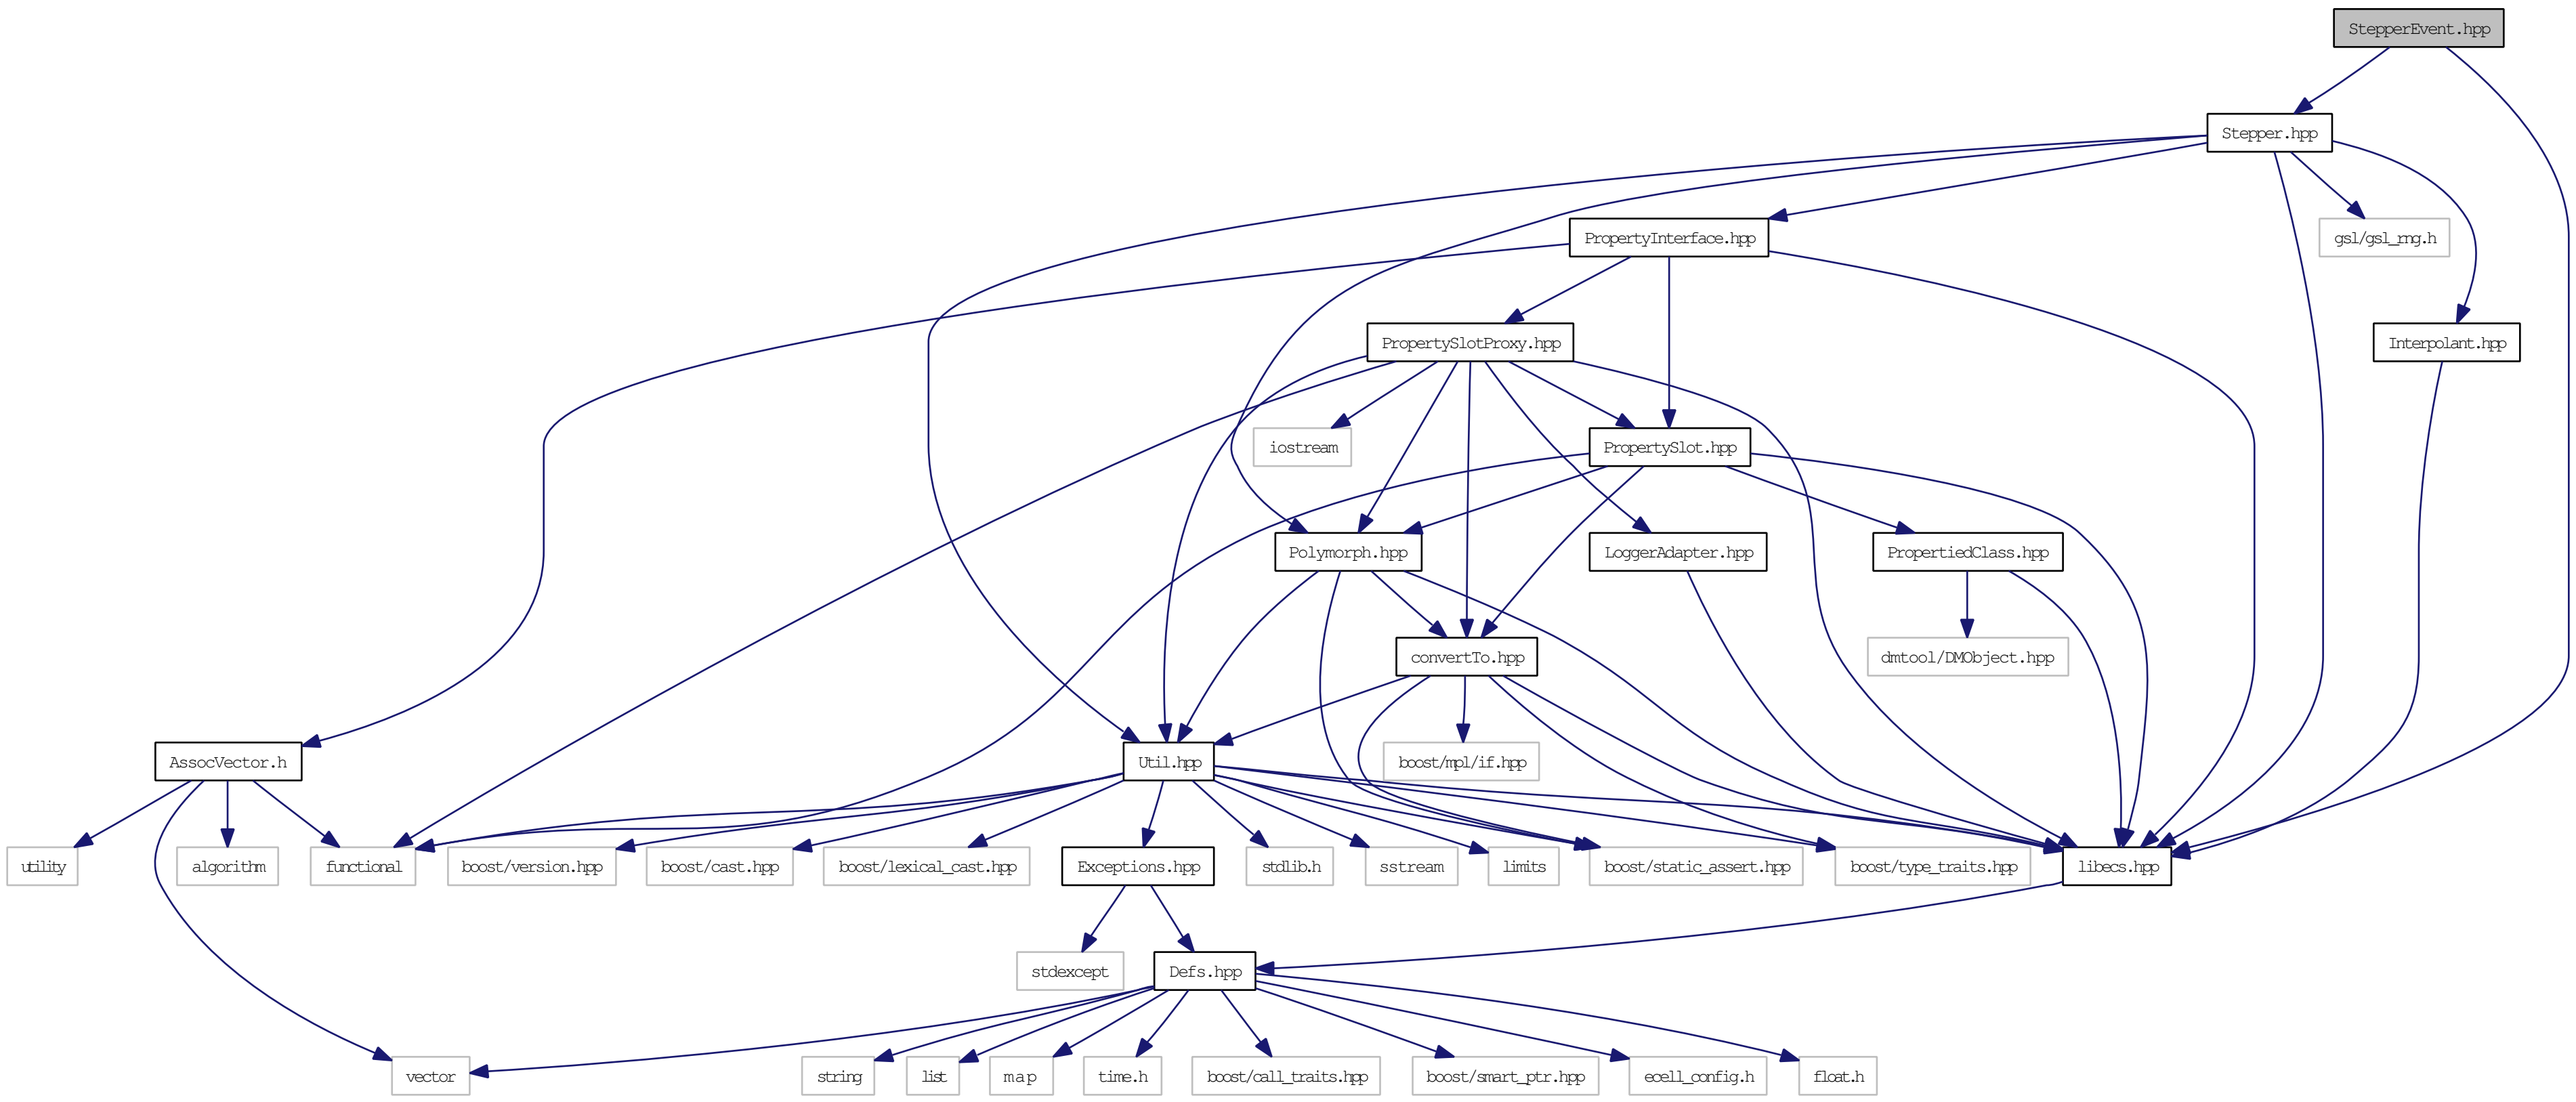 StepperEvent.hpp
Stepper.hpp
PropertyInterface.hpp
gsl/gsl_rng.h
PropertySlotProxy.hpp
Interpolant.hpp
iostream
PropertySlot.hpp
Polymorph.hpp
LoggerAdapter.hpp
PropertiedClass.hpp
convertTo.hpp
dmtool/DMObject.hpp
AssocVector.h
Util.hpp
boost/mpl/if.hpp
utility
algorithm
functional
boost/version.hpp
boost/cast.hpp
boost/lexical_cast.hpp
Exceptions.hpp
stdlib.h
sstream
limits
boost/static_assert.hpp
boost/type_traits.hpp
libecs.hpp
stdexcept
Defs.hpp
vector
string
list
map
time.h
boost/call_traits.hpp
boost/smart_ptr.hpp
ecell_config.h
float.h